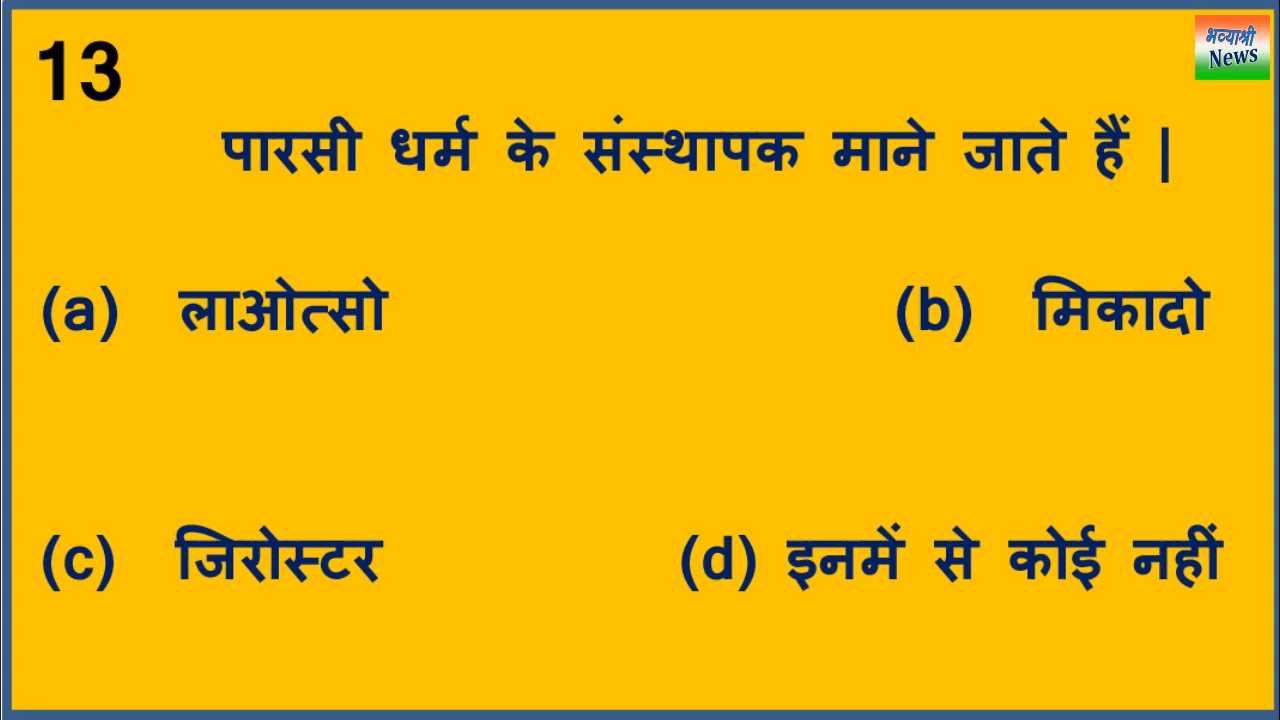 भव्याश्री
News
13
पारसी धर्म के संस्थापक माने जाते हैं |
(a) लाओत्सो
(b) मिकादो
(c) जिरोस्टर
(d) इनमें से कोई नहीं